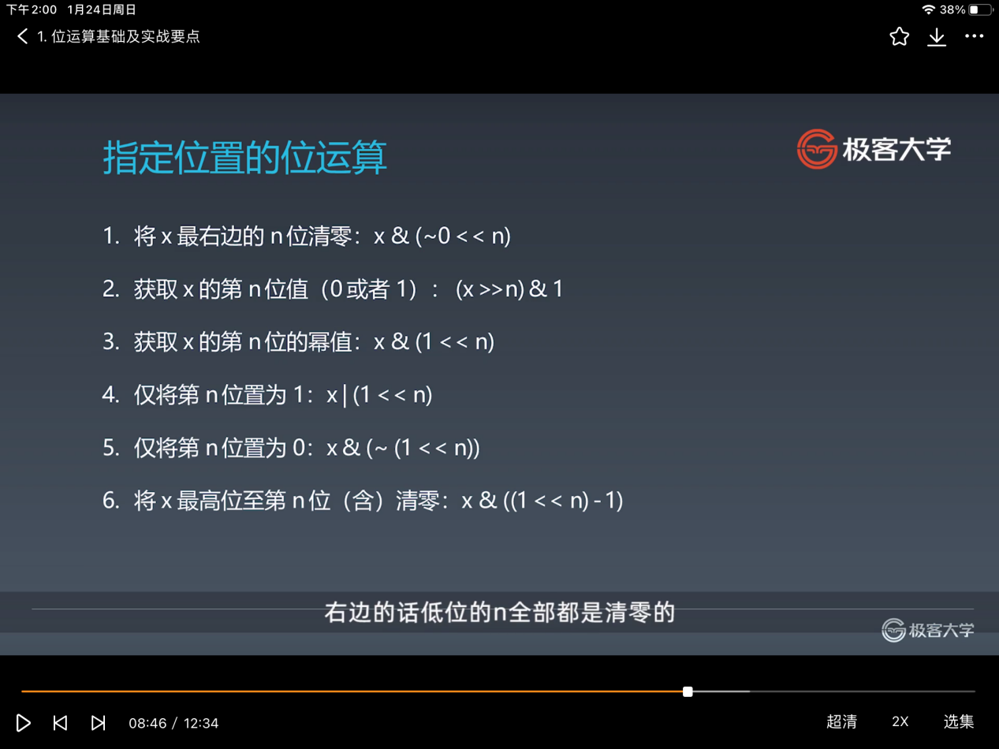 下午2:00 1月24日周日
38%
1. 位运算基础及实战要点
指定位置的位运算
极客大学
1. 将 x 最右边的 n 位清零：x & (~0 << n)
2. 获取 x 的第 n 位值（0 或者 1）： (x >>n) & 1
3. 获取 x 的第 n 位的幂值：x & (1 << n)
4. 仅将第 n 位置为 1：x | (1 << n)
5. 仅将第 n 位置为 0：x & (~ (1 << n))
6. 将 x 最高位至第 n 位（含）清零：x & ((1 << n) - 1)
右边的话低位的n全部都是清零的
极客大学
08:46 / 12:34
超清
2X
选集